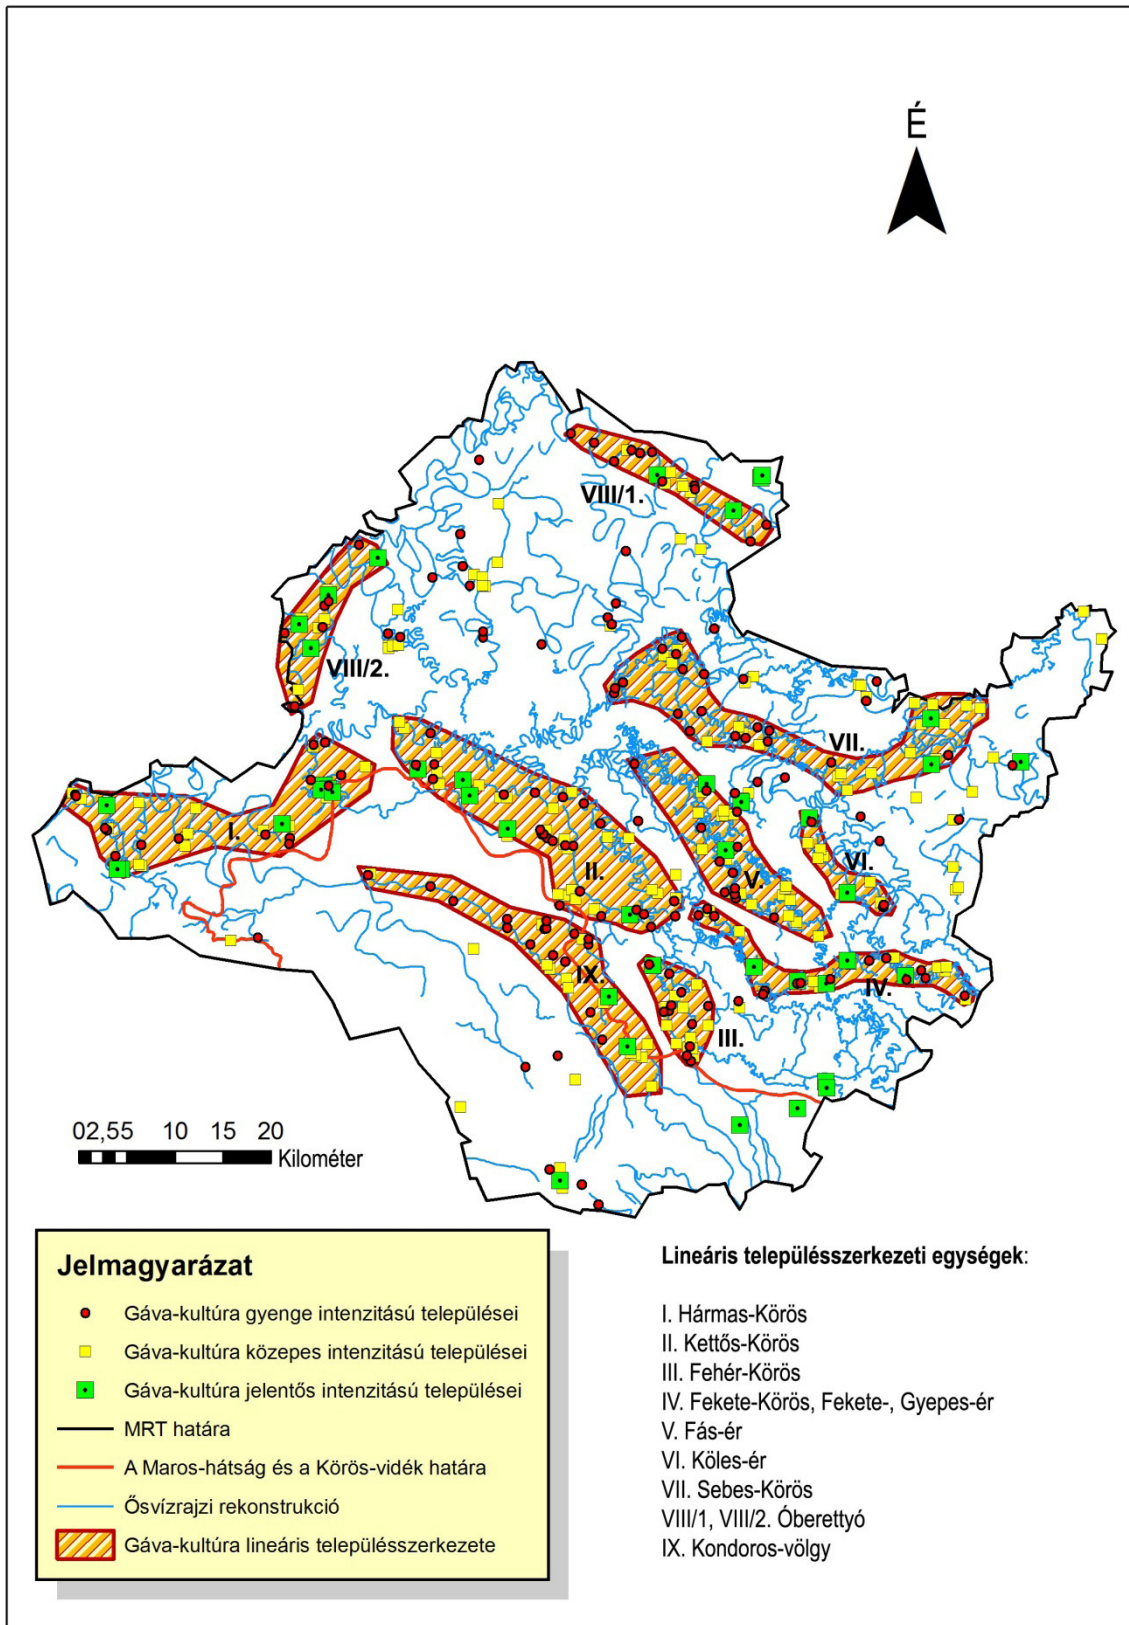 É
VIII/1.
VIII/2.
VII.
I.
II.
V.
VI.
IX.
IV.
III.
02,55 10 15 20
Kilométer
Jelmagyarázat
Gáva-kultúra gyenge intenzitású települései
Gáva-kultúra közepes intenzitású települései
Gáva-kultúra jelentős intenzitású települései
MRT határa
A Maros-hátság és a Körös-vidék határa
Ősvízrajzi rekonstrukció
Gáva-kultúra lineáris településszerkezete
Lineáris településszerkezeti egységek:
I. Hármas-Körös
II. Kettős-Körös
III. Fehér-Körös
IV. Fekete-Körös, Fekete-, Gyepes-ér
V. Fás-ér
VI. Köles-ér
VII. Sebes-Körös
VIII/1, VIII/2. Óberettyó
IX. Kondoros-völgy